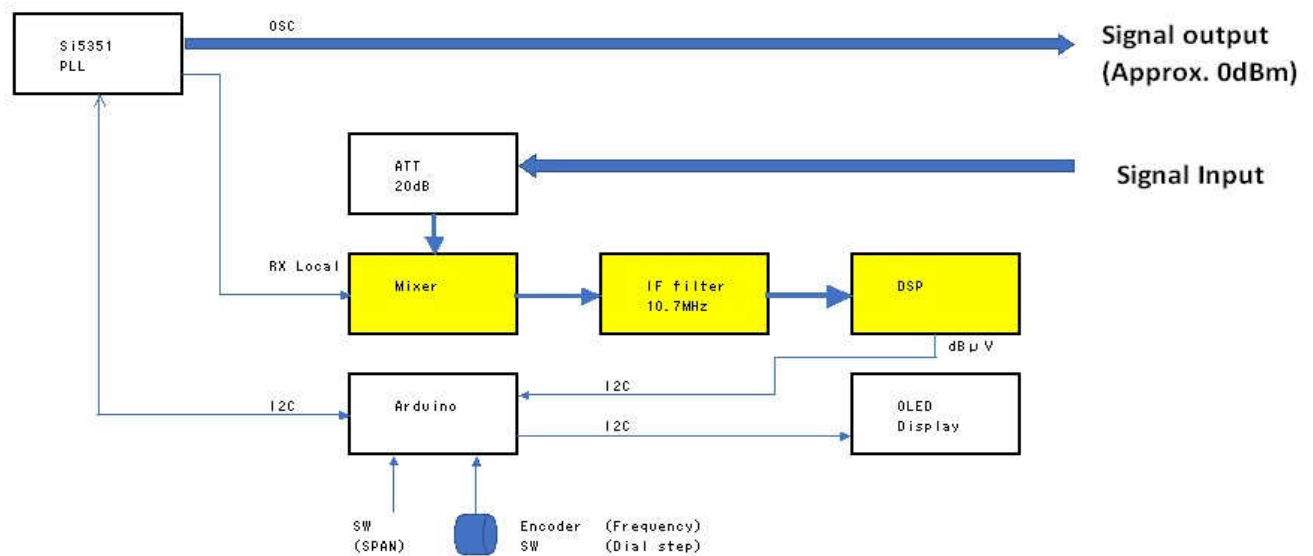 OSC
Si5351
PLL
Signal output
(Approx. 0dBm)
ATT
20dB
Signal Input
RX Local
Mixer
IF filter
10.7MHz
DSP
dBμV
I2C
I2C
Arduino
I2C
OLED
Display
SW
(SPAN)
Encoder (Frequency)
SW (Dial step)